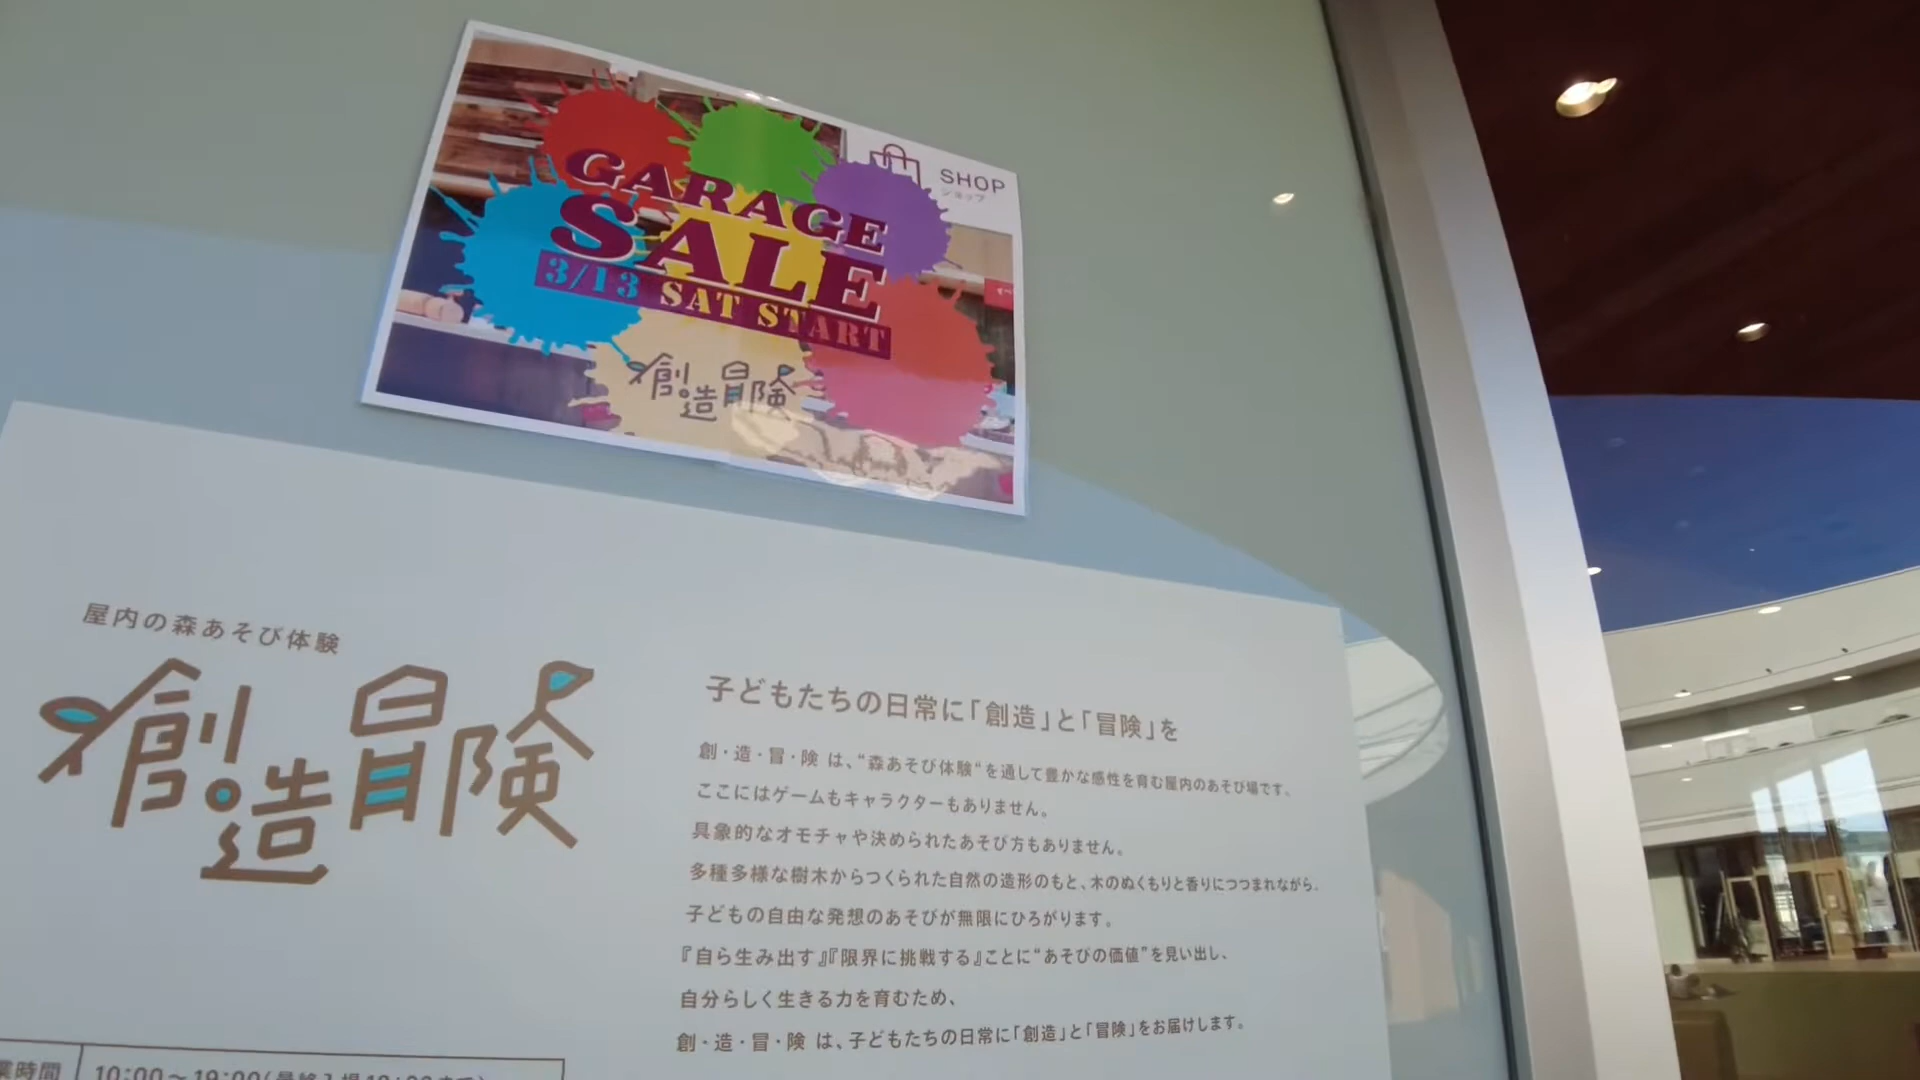 SHOP
ショップ
GARAGE
SALE
3/13 SAT START
創造冒険
屋内の森あそび体験
創造冒険
子どもたちの日常に「創造」と「冒険」を
創・造・冒・険 は、“森あそび体験“を通して豊かな感性を育む屋内のあそび場です。
ここにはゲームもキャラクターもありません。
具象的なオモチャや決められたあそび方もありません。
多種多様な樹木からつくられた自然の造形のもと、木のぬくもりと香りにつつまれながら、
子どもの自由な発想のあそびが無限にひろがります。
『自ら生み出す』『限界に挑戦する』ことに“あそびの価値”を見い出し、
自分らしく生きる力を育むため、
創・造・冒・険 は、子どもたちの日常に「創造」と「冒険」をお届けします。
業時間
10:00～19:00